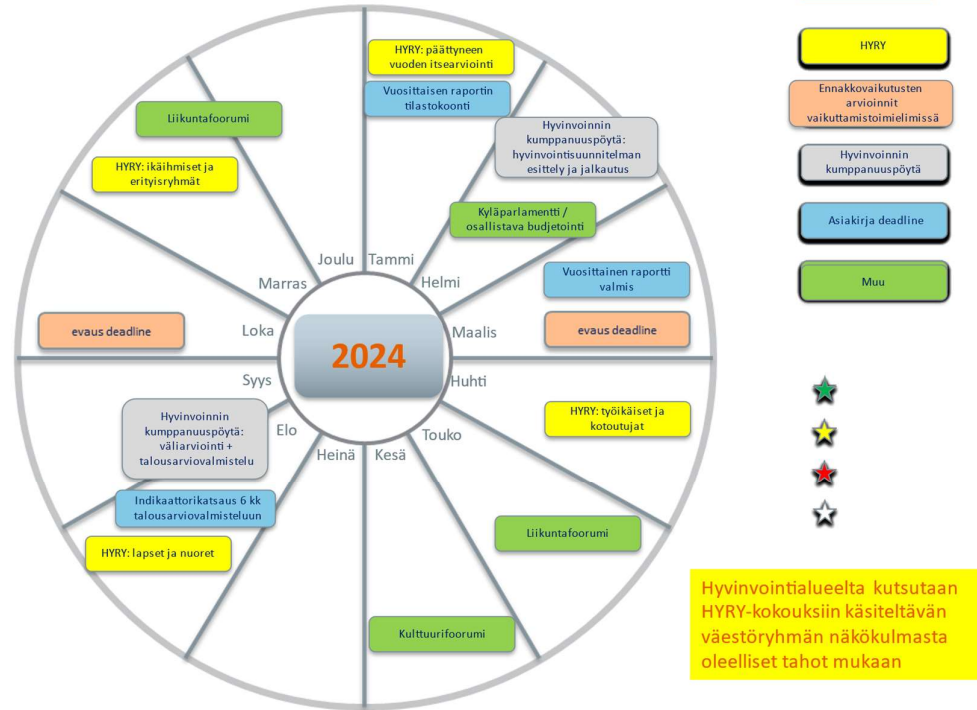 HYRY: päättyneen
vuoden itsearviointi
Vuosittaisen raportin
tilastokoonti
Hyvinvoinnin
kumppanuuspöytä:
hyvinvointisuunnitelman
esittely ja jalkautus
Kyläparlamentti /
osallistava budjetointi
Vuosittainen raportti
valmis
evaus deadline
HYRY: työikäiset ja
kotoutujat
Liikuntafoorumi
Kulttuurifoorumi
Hyvinvoinnin
kumppanuuspöytä:
väliarviointi +
talousarviovalmistelu
Indikaattorikatsaus 6 kk
talousarviovalmisteluun
HYRY: lapset ja nuoret
evaus deadline
HYRY: ikäihmiset ja
erityisryhmät
Liikuntafoorumi
Tammi
Helmi
Maalis
Huhti
Touko
Kesä
Heinä
Elo
Syys
Loka
Marras
Joulu
2024
HYRY
Ennakkovaikutusten
arvioinnit
vaikuttamistoimielimissä
Hyvinvoinnin
kumppanuuspöytä
Asiakirja deadline
Muu
Hyvinvointialueelta kutsutaan
HYRY-kokouksiin käsiteltävän
väestöryhmän näkökulmasta
oleelliset tahot mukaan